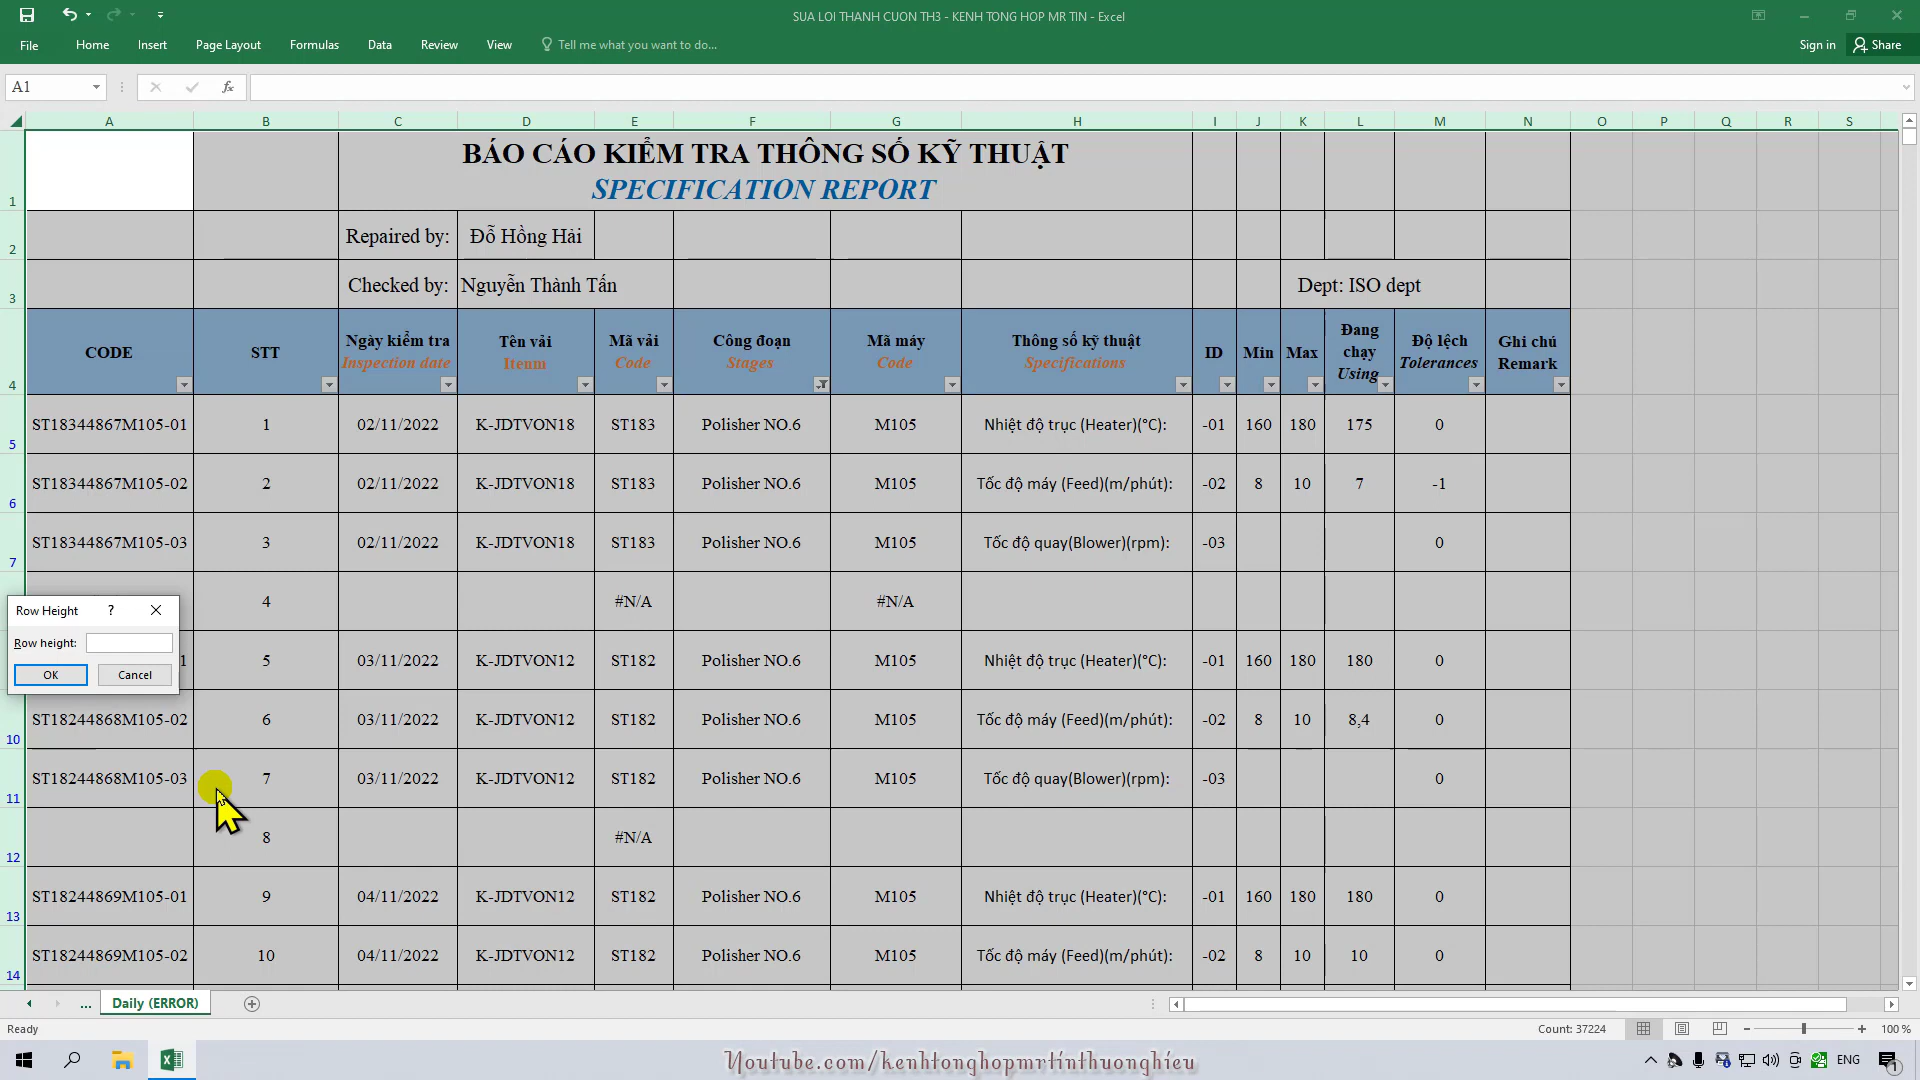 SUA LOI THANH CUON TH3 - KENH TONG HOP MR TIN - Excel
File Home Insert Page Layout Formulas Data Review View Tell me what you want to do... Sign in Share
A1 fx
A B C D E F G H I J K L M N O P Q R S
BÁO CÁO KIỂM TRA THÔNG SỐ KỸ THUẬT
SPECIFICATION REPORT
1
Repaired by: Đỗ Hồng Hải
2
Checked by: Nguyễn Thành Tấn Dept: ISO dept
3
CODE STT Ngày kiểm tra Tên vải Mã vải Công đoạn Mã máy Thông số kỹ thuật ID Min Max Đang chạy Độ lệch Ghi chú
Inspection date Itenm Code Stages Code Specifications Using Tolerances Remark
4
ST18344867M105-01 1 02/11/2022 K-JDTVON18 ST183 Polisher NO.6 M105 Nhiệt độ trục (Heater)(°C): -01 160 180 175 0
5
ST18344867M105-02 2 02/11/2022 K-JDTVON18 ST183 Polisher NO.6 M105 Tốc độ máy (Feed)(m/phút): -02 8 10 7 -1
6
ST18344867M105-03 3 02/11/2022 K-JDTVON18 ST183 Polisher NO.6 M105 Tốc độ quay(Blower)(rpm): -03 0
7
4 #N/A #N/A
Row Height ? ×
Row height:
OK Cancel
1 5 03/11/2022 K-JDTVON12 ST182 Polisher NO.6 M105 Nhiệt độ trục (Heater)(°C): -01 160 180 180 0
ST18244868M105-02 6 03/11/2022 K-JDTVON12 ST182 Polisher NO.6 M105 Tốc độ máy (Feed)(m/phút): -02 8 10 8,4 0
10
ST18244868M105-03 7 03/11/2022 K-JDTVON12 ST182 Polisher NO.6 M105 Tốc độ quay(Blower)(rpm): -03 0
11
8 #N/A
12
ST18244869M105-01 9 04/11/2022 K-JDTVON12 ST182 Polisher NO.6 M105 Nhiệt độ trục (Heater)(°C): -01 160 180 180 0
13
ST18244869M105-02 10 04/11/2022 K-JDTVON12 ST182 Polisher NO.6 M105 Tốc độ máy (Feed)(m/phút): -02 8 10 10 0
14
... Daily (ERROR)
Ready Count: 37224 100 %
Youtube.com/kenhtonghopmrtinthuonghieu
ENG 1